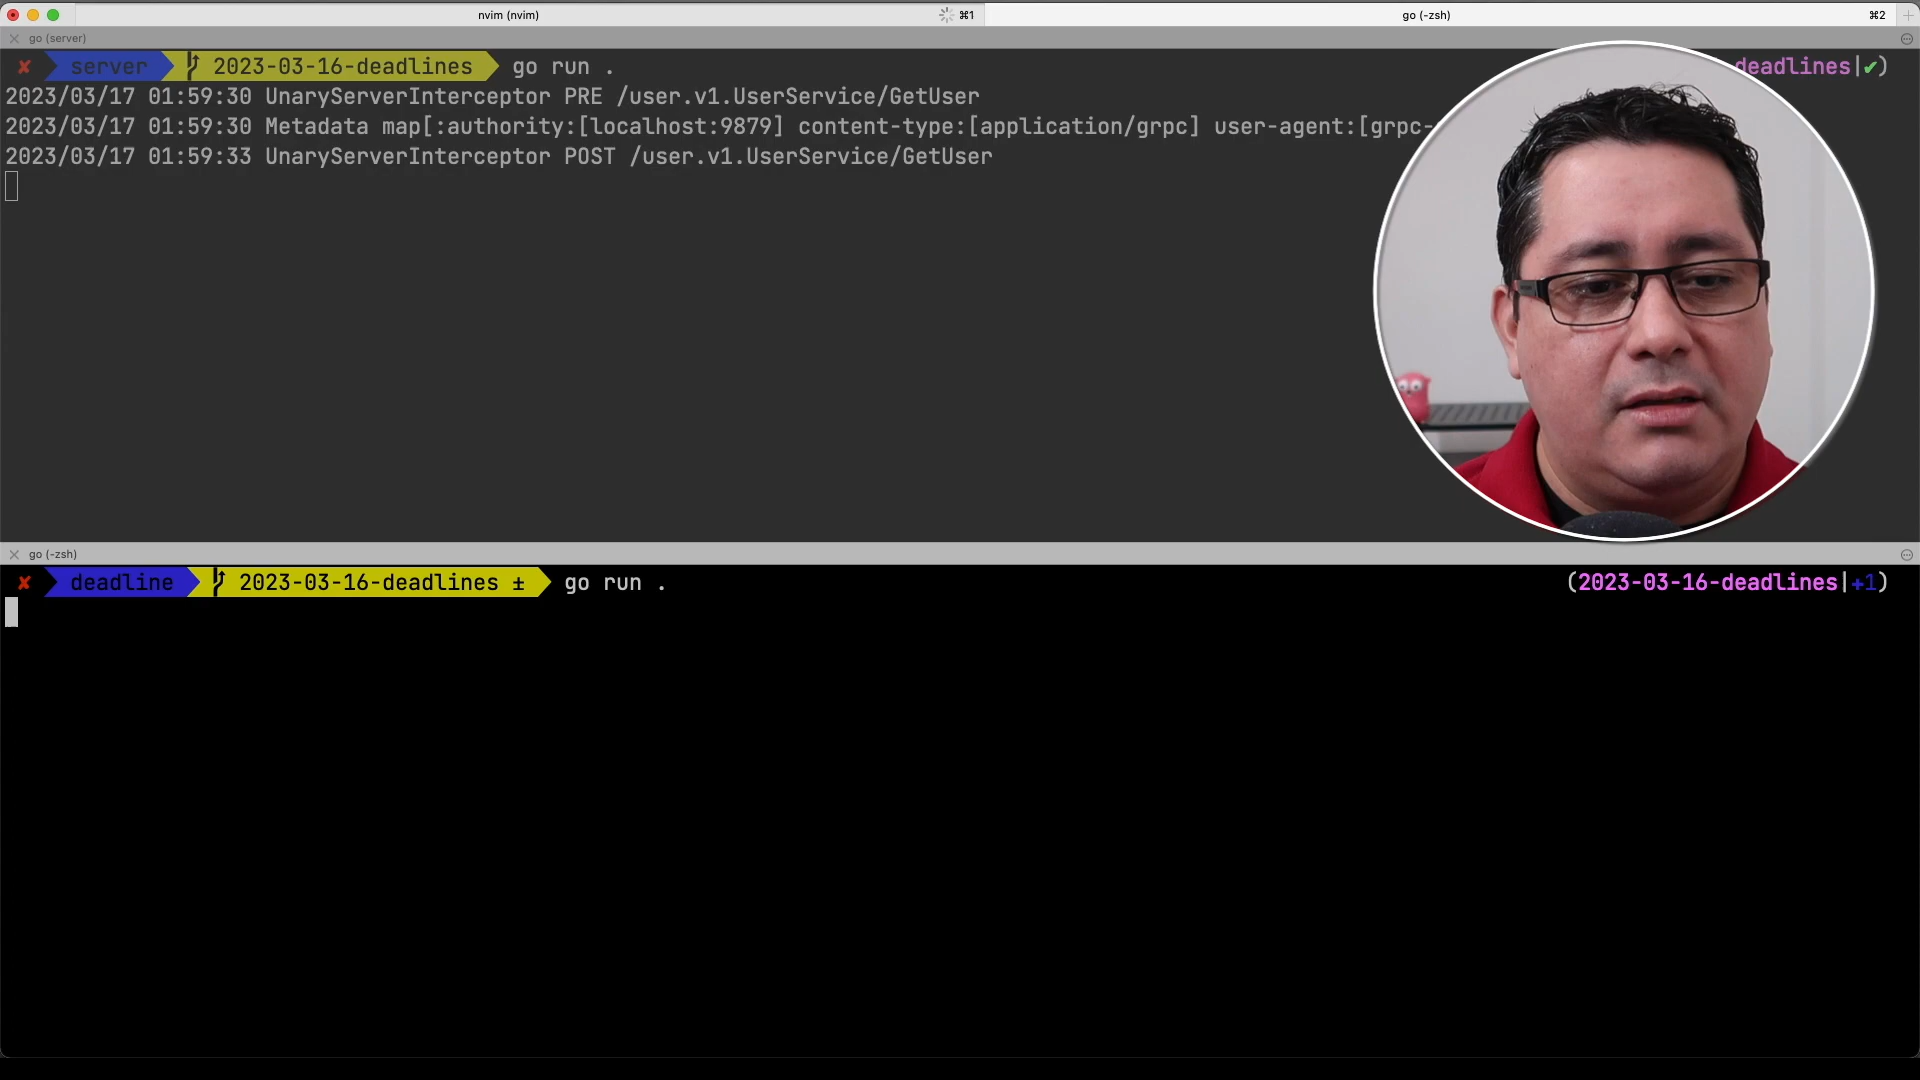 nvim (nvim) ⌘1 go (-zsh) ⌘2
go (server)
✘ server 2023-03-16-deadlines go run . deadlines|✔)
2023/03/17 01:59:30 UnaryServerInterceptor PRE /user.v1.UserService/GetUser
2023/03/17 01:59:30 Metadata map[:authority:[localhost:9879] content-type:[application/grpc] user-agent:[grpc-
2023/03/17 01:59:33 UnaryServerInterceptor POST /user.v1.UserService/GetUser
go (-zsh)
✘ deadline 2023-03-16-deadlines ± go run . (2023-03-16-deadlines|+1)